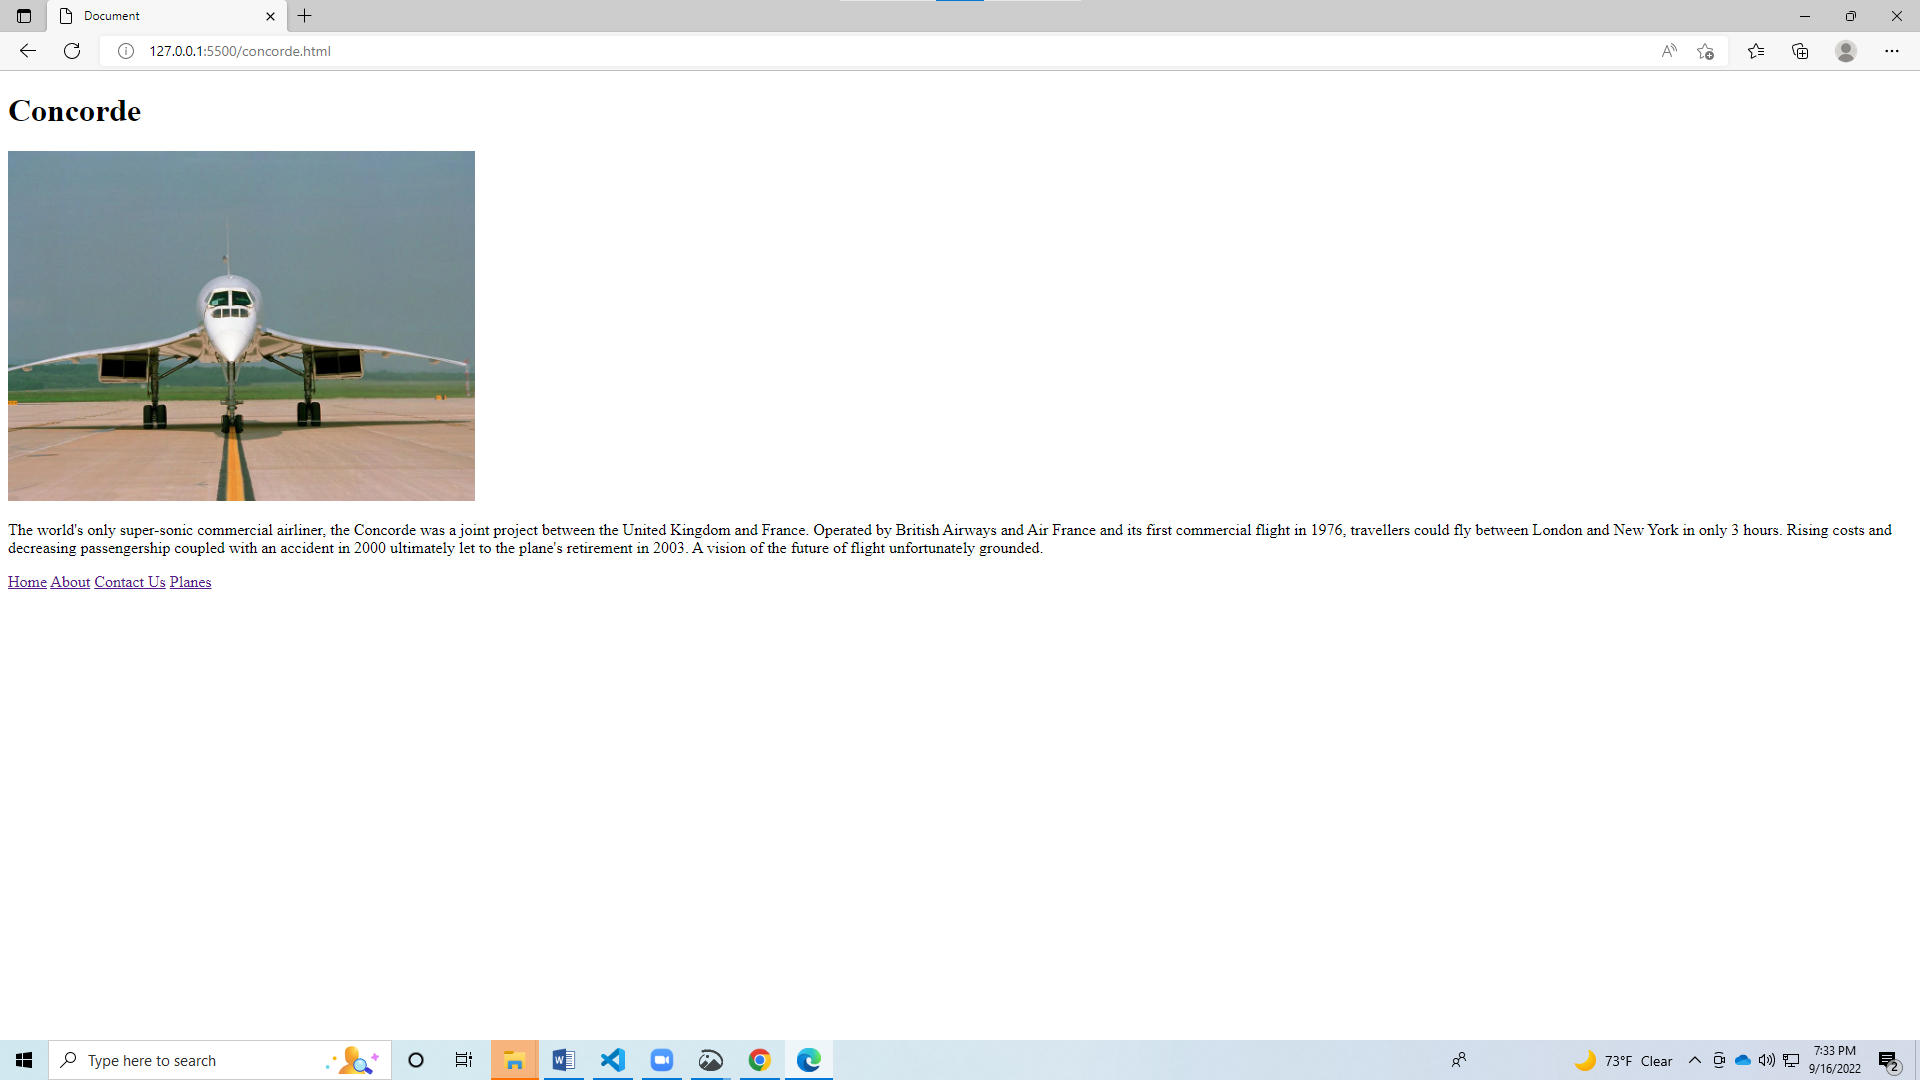 Document
127.0.0.1:5500/concorde.html
Concorde
The world's only super-sonic commercial airliner, the Concorde was a joint project between the United Kingdom and France. Operated by British Airways and Air France and its first commercial flight in 1976, travellers could fly between London and New York in only 3 hours. Rising costs and
decreasing passengership coupled with an accident in 2000 ultimately let to the plane's retirement in 2003. A vision of the future of flight unfortunately grounded.
Home About Contact Us Planes
Type here to search
73°F Clear
7:33 PM
9/16/2022
2